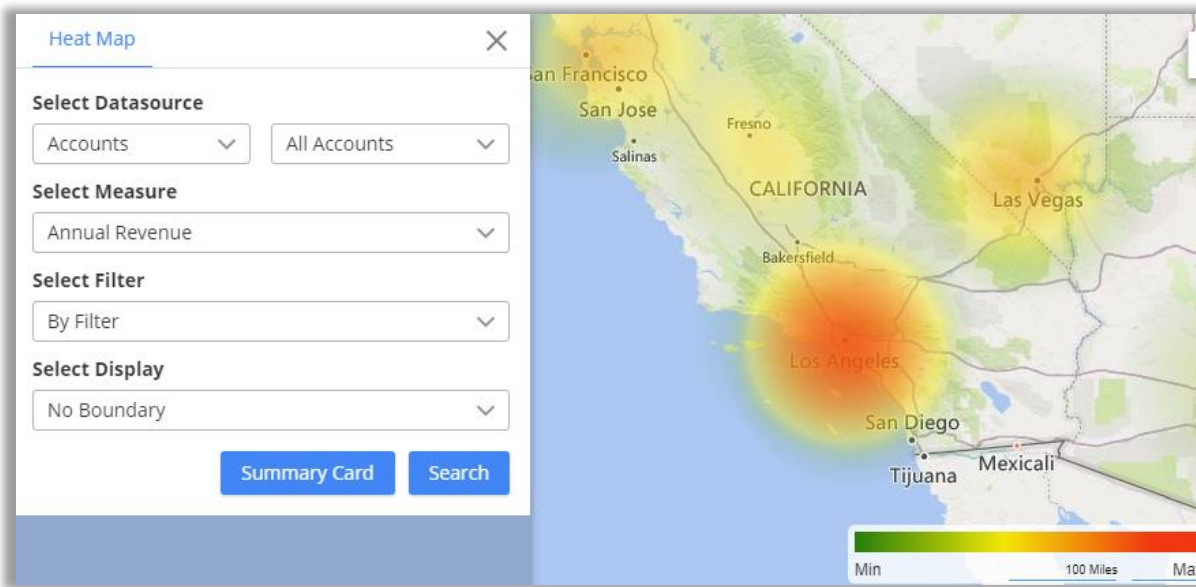 Heat Map
Select Datasource
Accounts
All Accounts
Select Measure
Annual Revenue
Select Filter
By Filter
Select Display
No Boundary
Summary Card
Search
an Francisco
San Jose
Fresno
Salinas
CALIFORNIA
Las Vegas
Bakersfield
Los Angeles
San Diego
Tijuana
Mexicali
Min
100 Miles
Ma